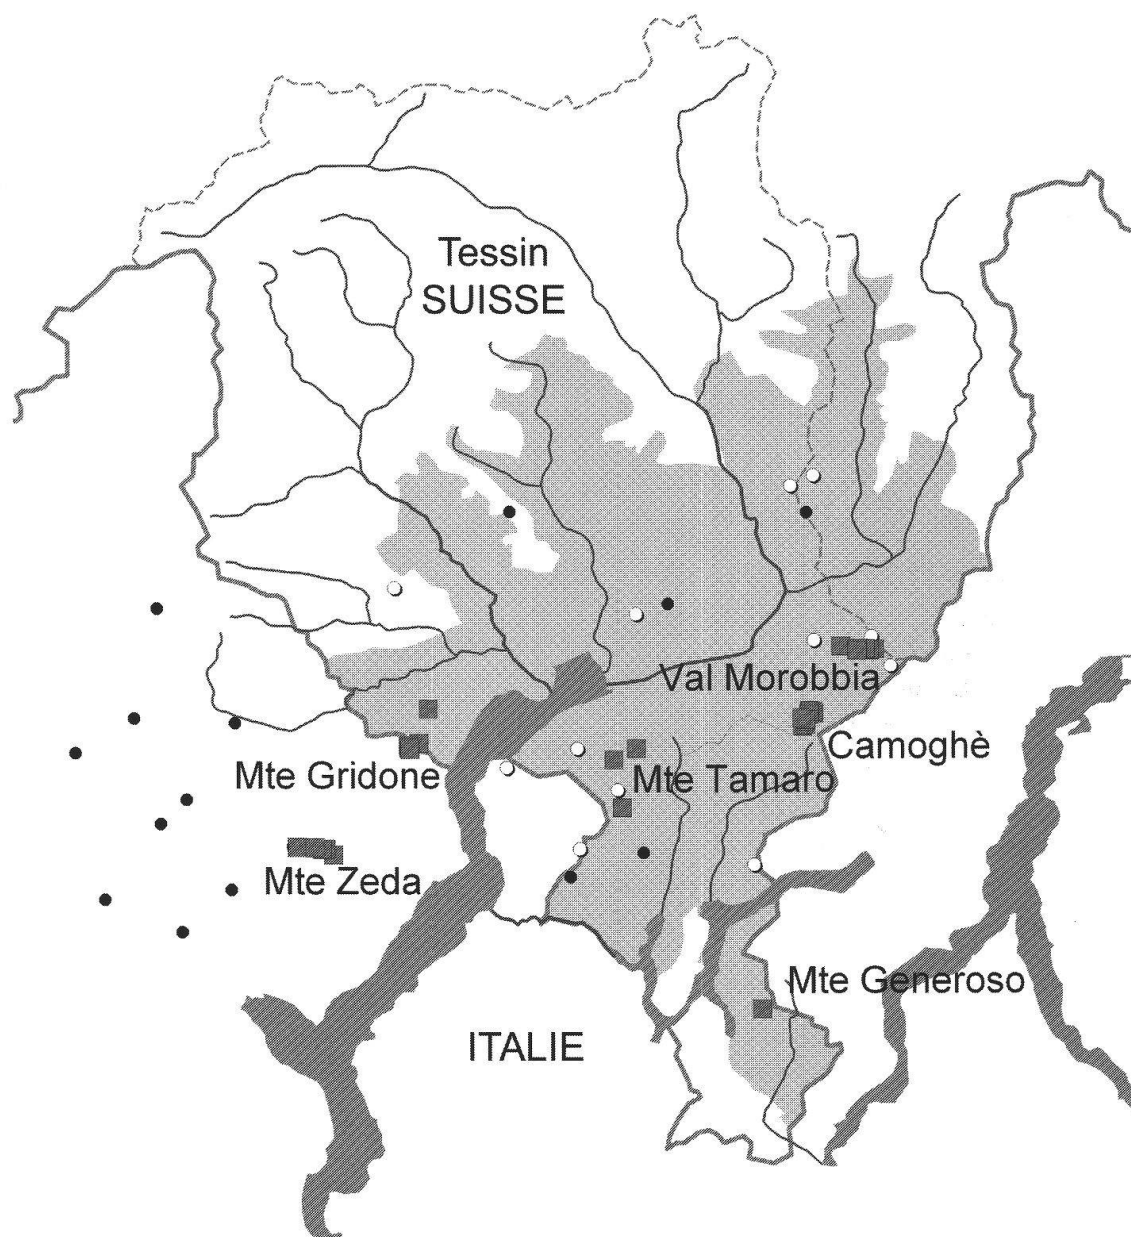 Tessin
SUISSE
Val Morobbia
Camoghè
Mte Gridone
Mte Tamaro
Mte Zeda
Mte Generoso
ITALIE